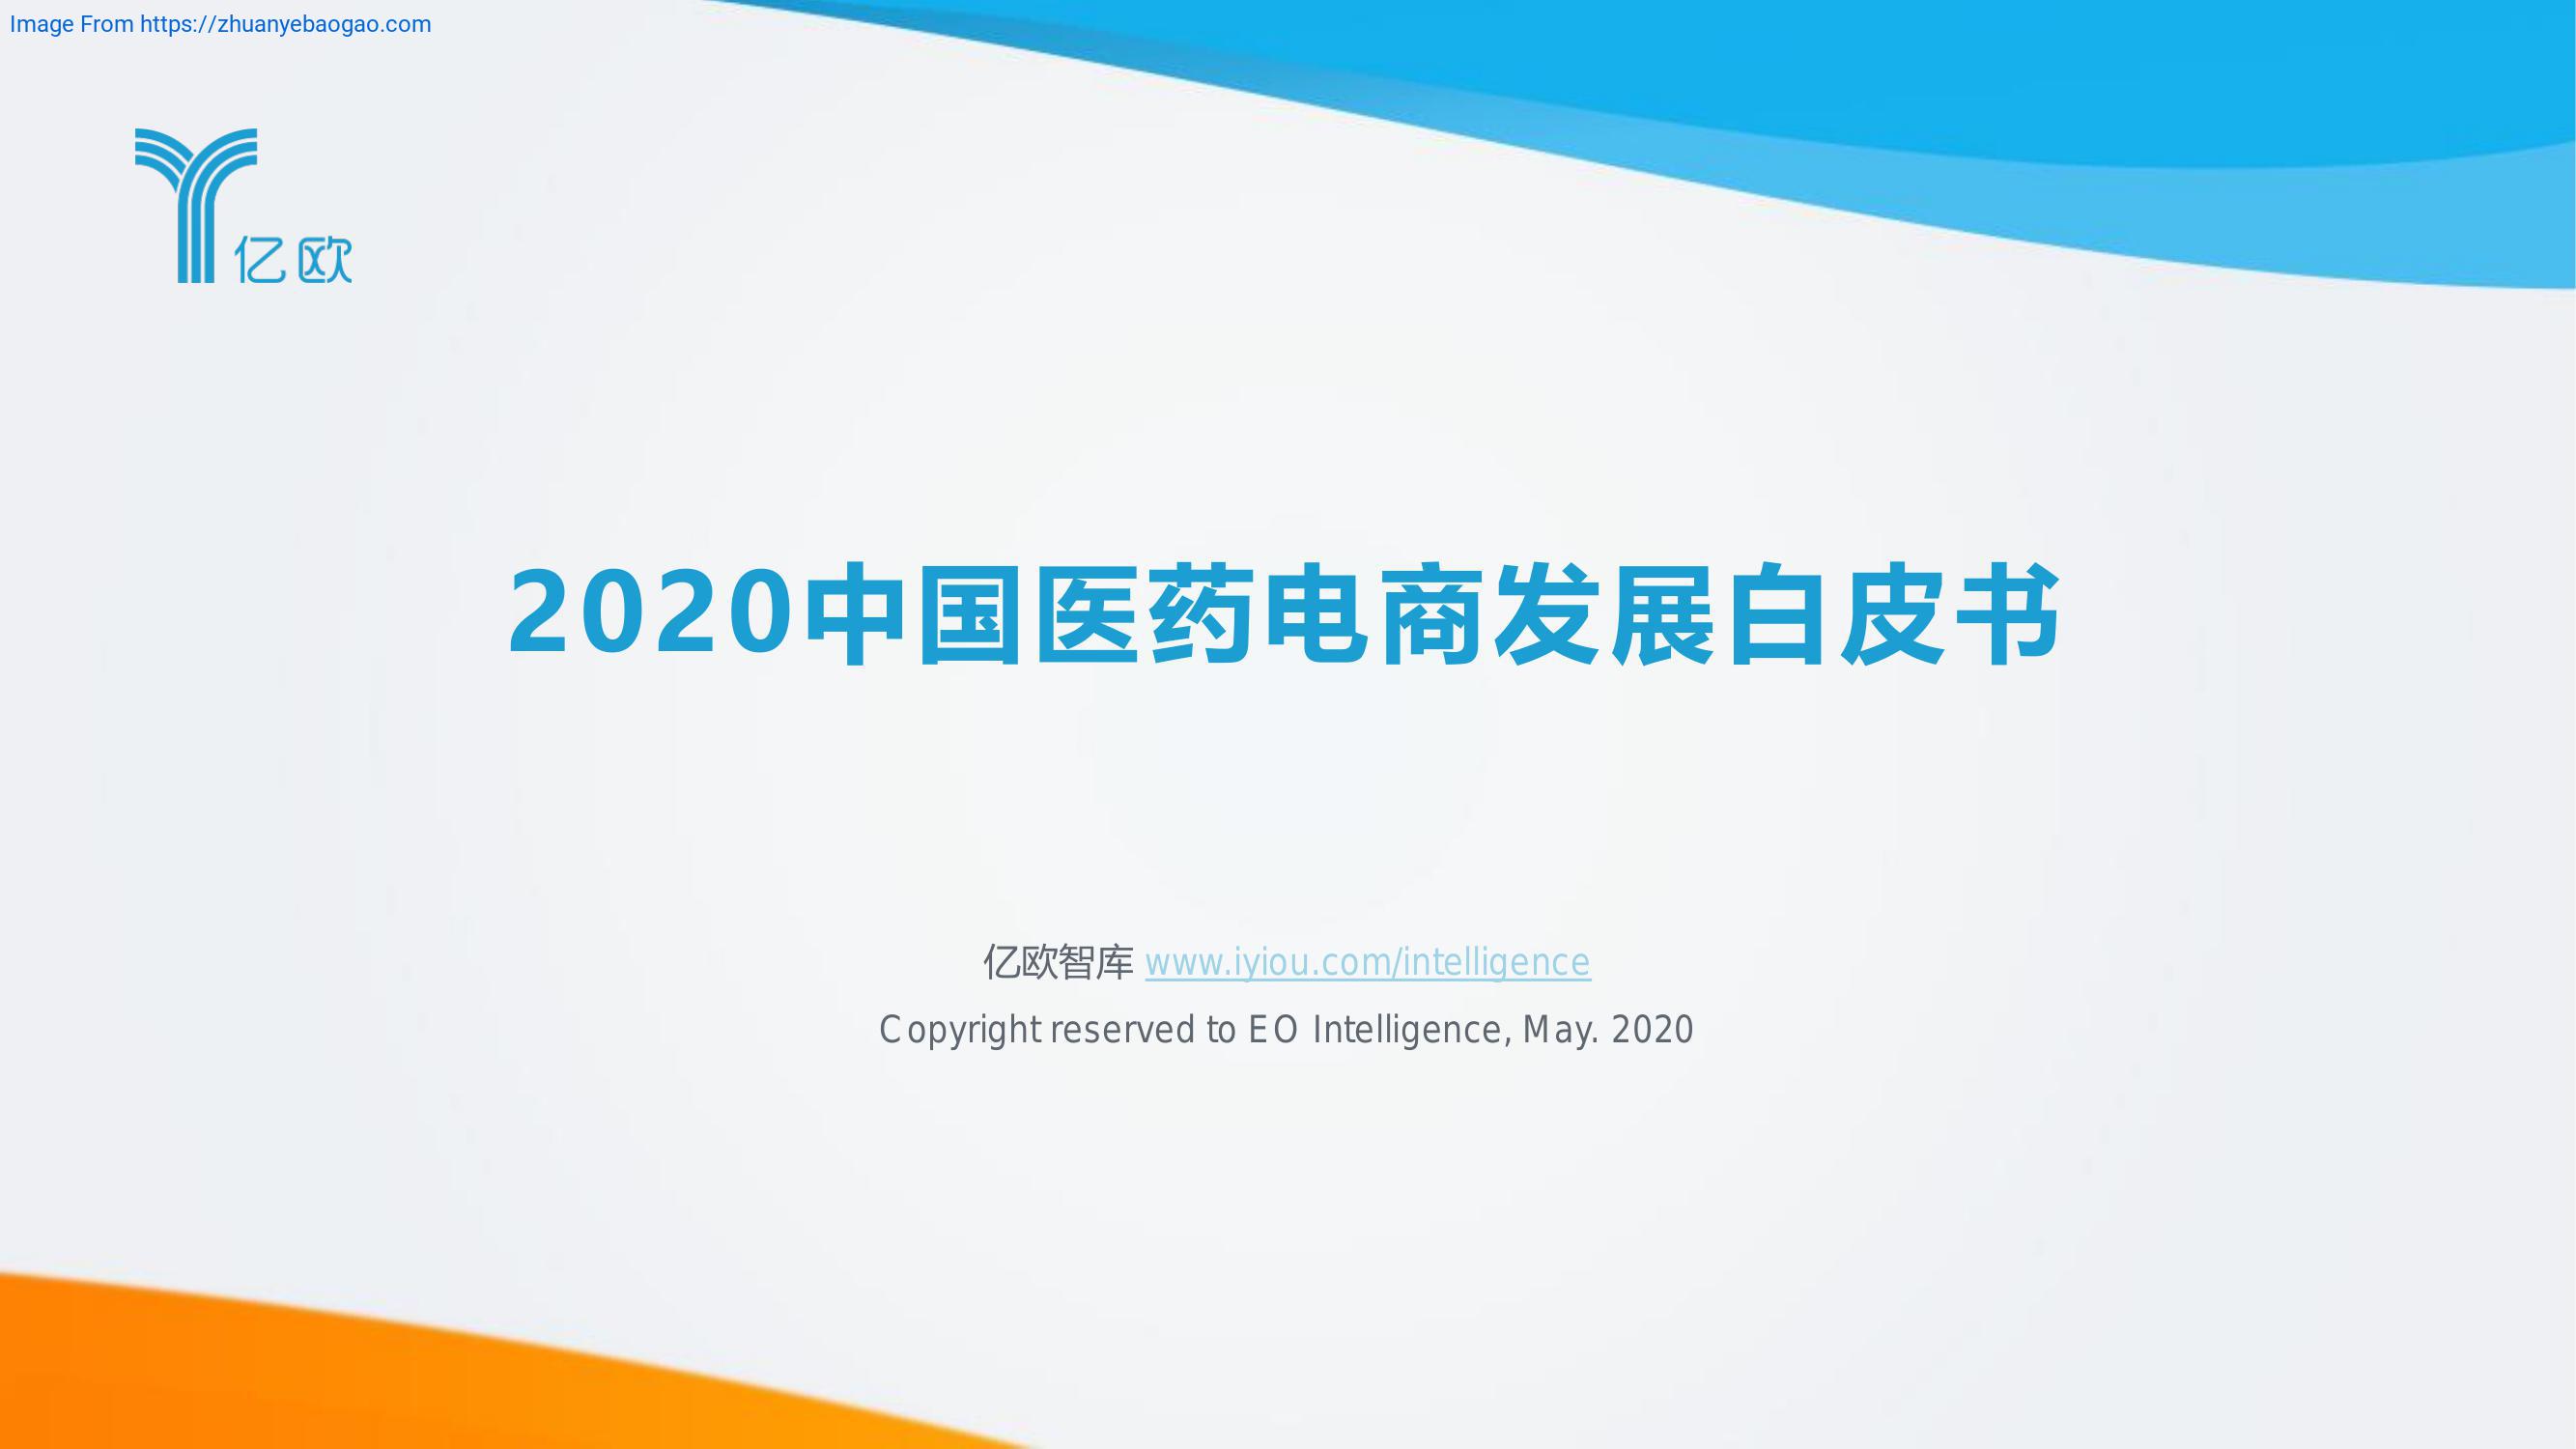 Image From https://zhuanyebaogao.com
亿欧
2020中国医药电商发展白皮书
亿欧智库 www.iyiou.com/intelligence
Copyright reserved to EO Intelligence, May. 2020